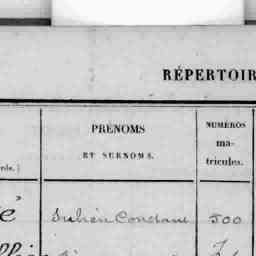 RÉPERTOIR
PRÉNOMS
ET SURNOMS.
NUMÉROS
ma-
tricules.
Julien Constant 500